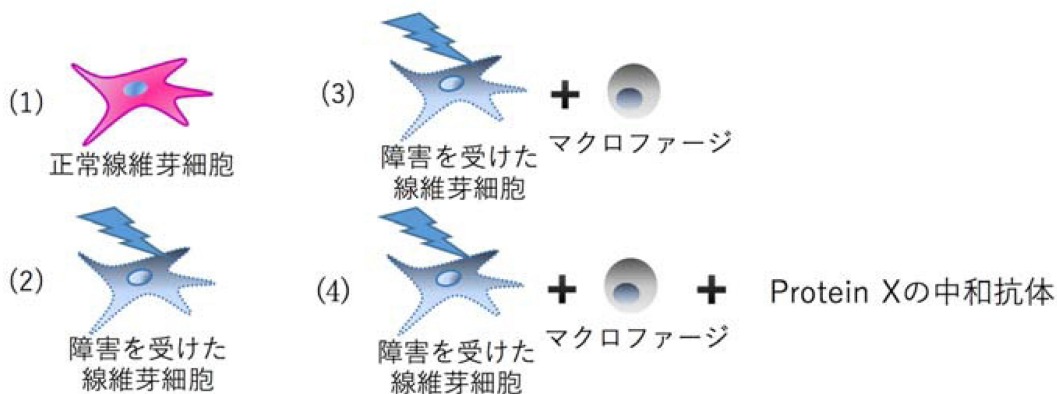 (1)
正常線維芽細胞
(2)
障害を受けた
線維芽細胞
(3)
障害を受けた
線維芽細胞
+
マクロファージ
(4)
障害を受けた
線維芽細胞
+
マクロファージ
+
Protein Xの中和抗体